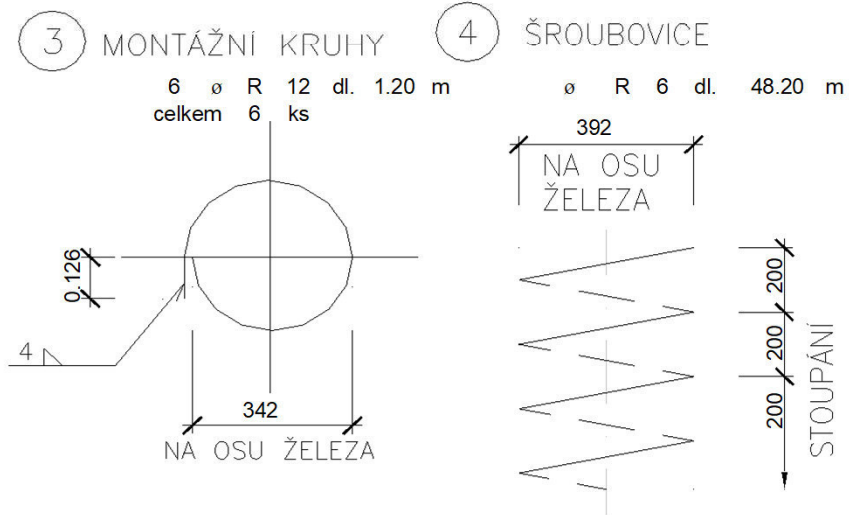 3 MONTÁŽNÍ KRUHY
6 ø R 12 dl. 1.20 m
celkem 6 ks
0.126
4
342
NA OSU ŽELEZA
4 ŠROUBOVICE
ø R 6 dl. 48.20 m
392
NA OSU
ŽELEZA
200
200
200
STOUPÁNÍ